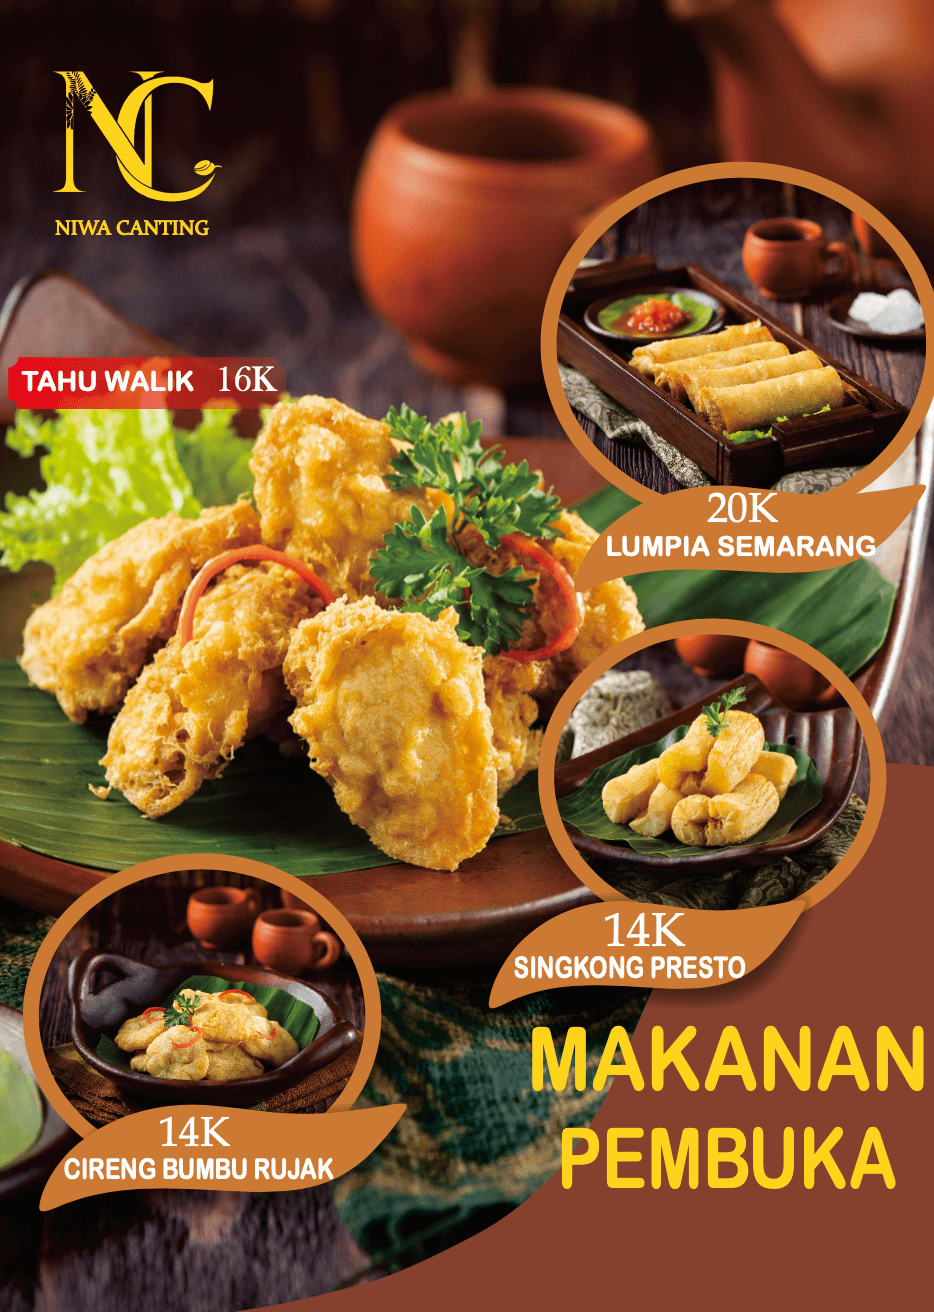 NC
NIWA CANTING
TAHU WALIK 16K
20K
LUMPIA SEMARANG
14K
SINGKONG PRESTO
MAKANAN
PEMBUKA
14K
CIRENG BUMBU RUJAK